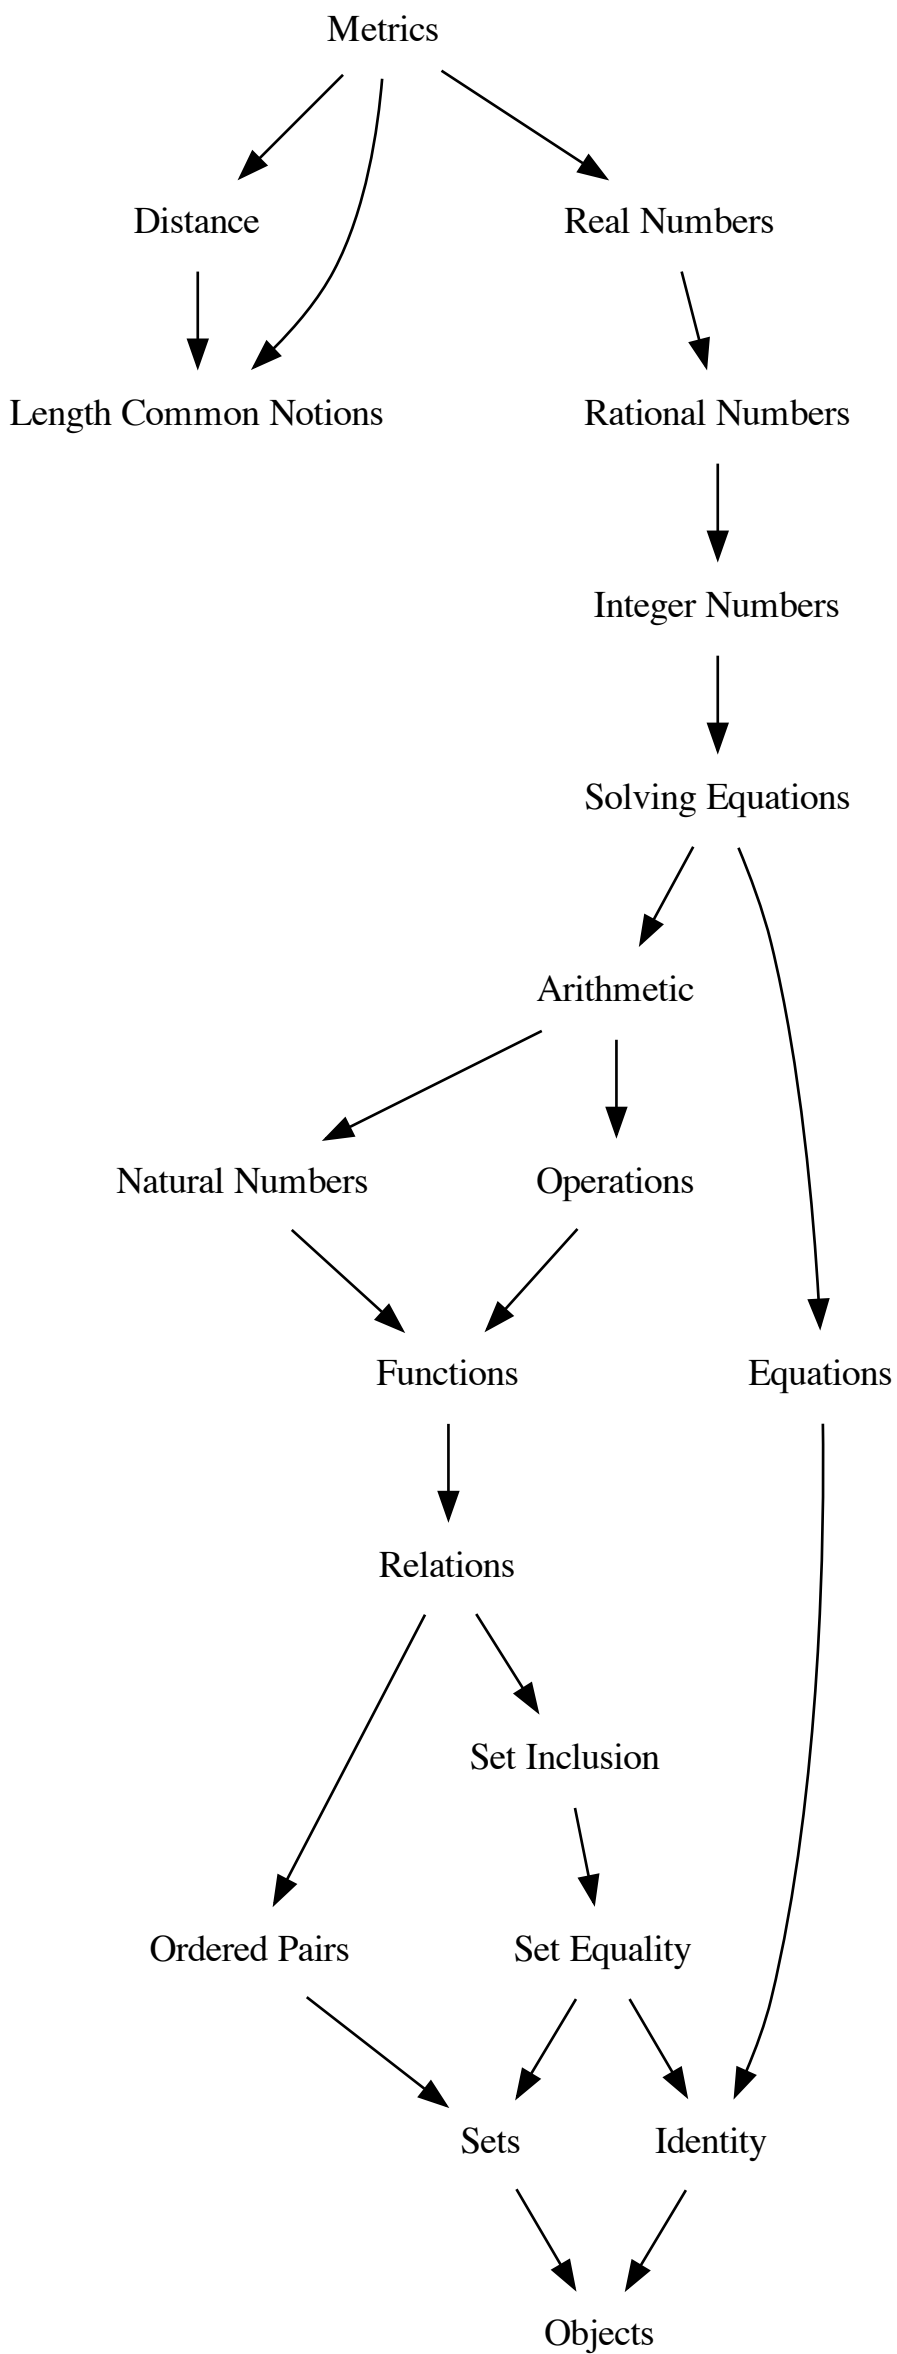 Metrics
Distance
Real Numbers
Length Common Notions
Rational Numbers
Integer Numbers
Solving Equations
Arithmetic
Natural Numbers
Operations
Functions
Equations
Relations
Set Inclusion
Ordered Pairs
Set Equality
Sets
Identity
Objects